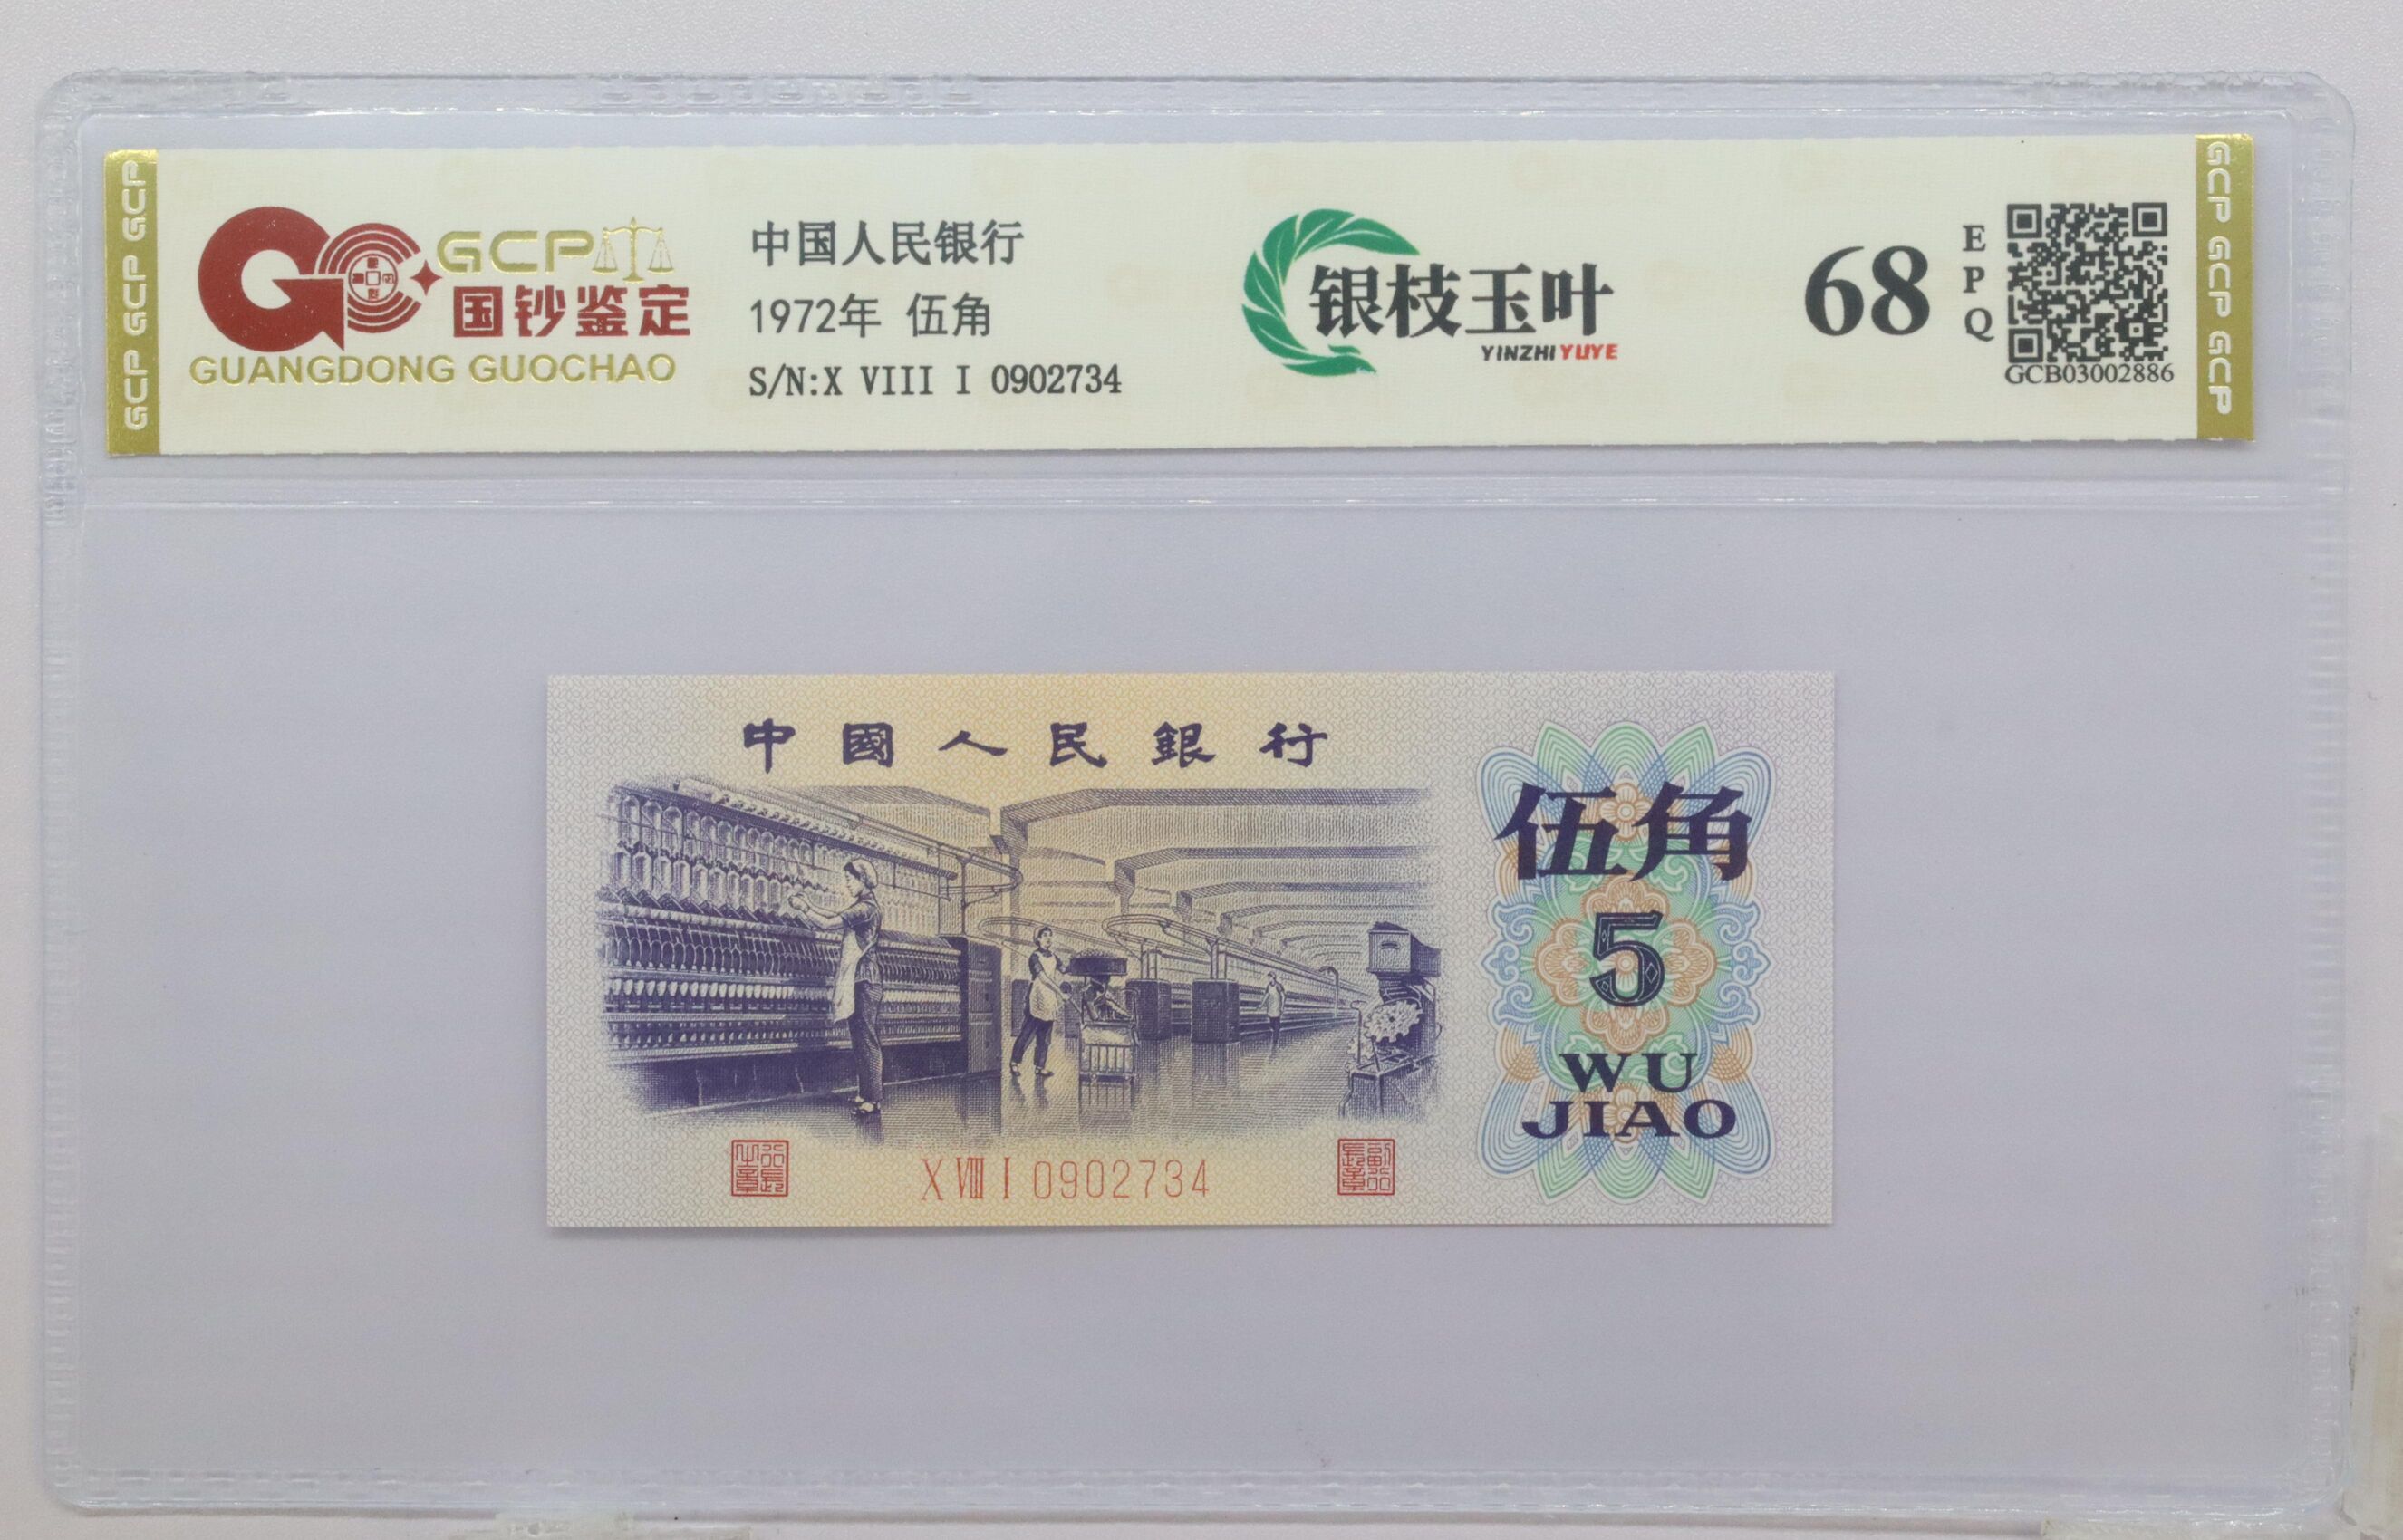 GCP GCP GCP
GCP
国钞鉴定
GUANGDONG GUOCHAO
中国人民银行
1972年 伍角
S/N:X VIII I 0902734
银枝玉叶
YINZHI YUYE
68
E
P
Q
GCB03002886
GCP GCP GCP
中國人民銀行
伍角
5
WU
JIAO
X VIII I 0902734